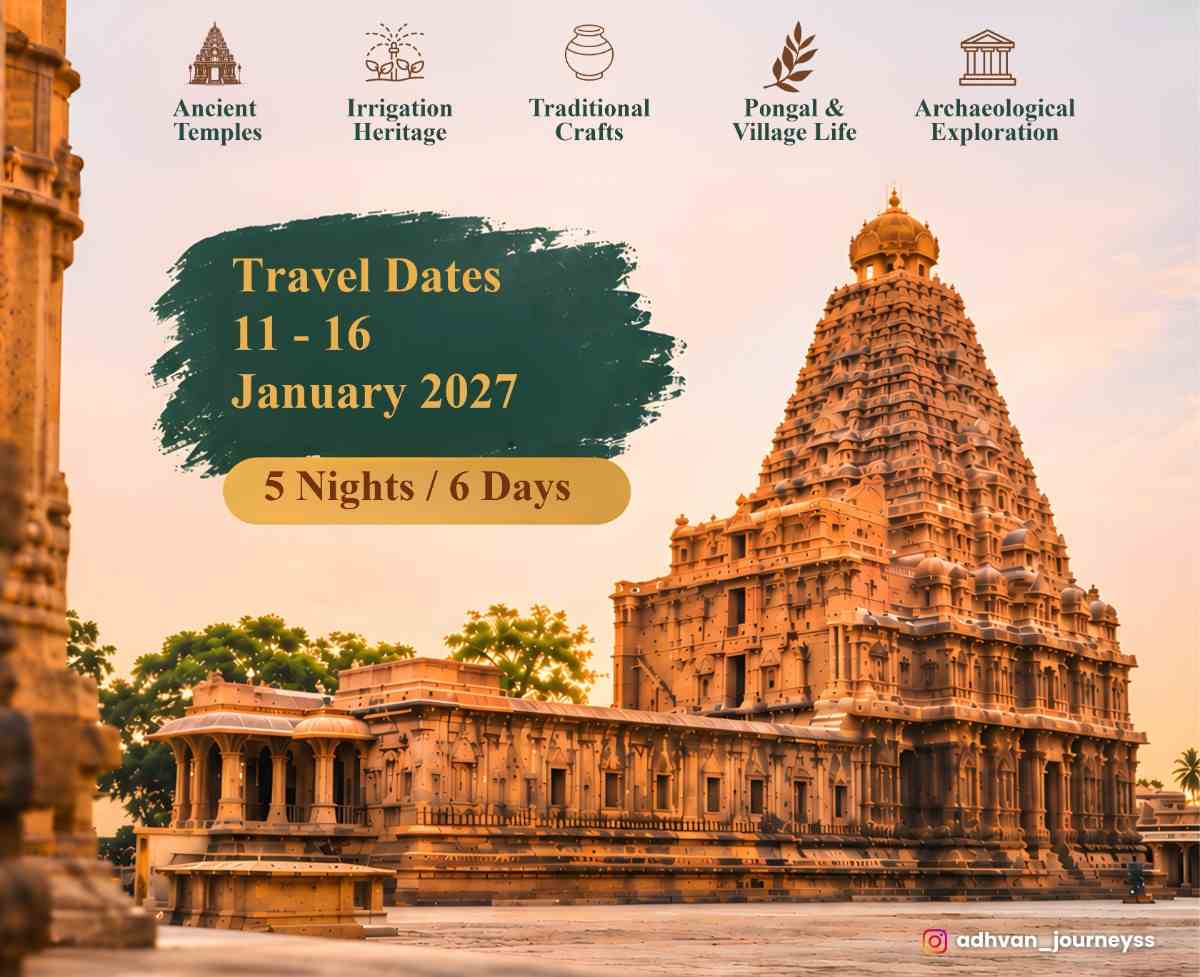 Ancient
Temples
Irrigation
Heritage
Traditional
Crafts
Pongal &
Village Life
Archaeological
Exploration
Travel Dates
11 - 16
January 2027
5 Nights / 6 Days
adhvan_journeyss